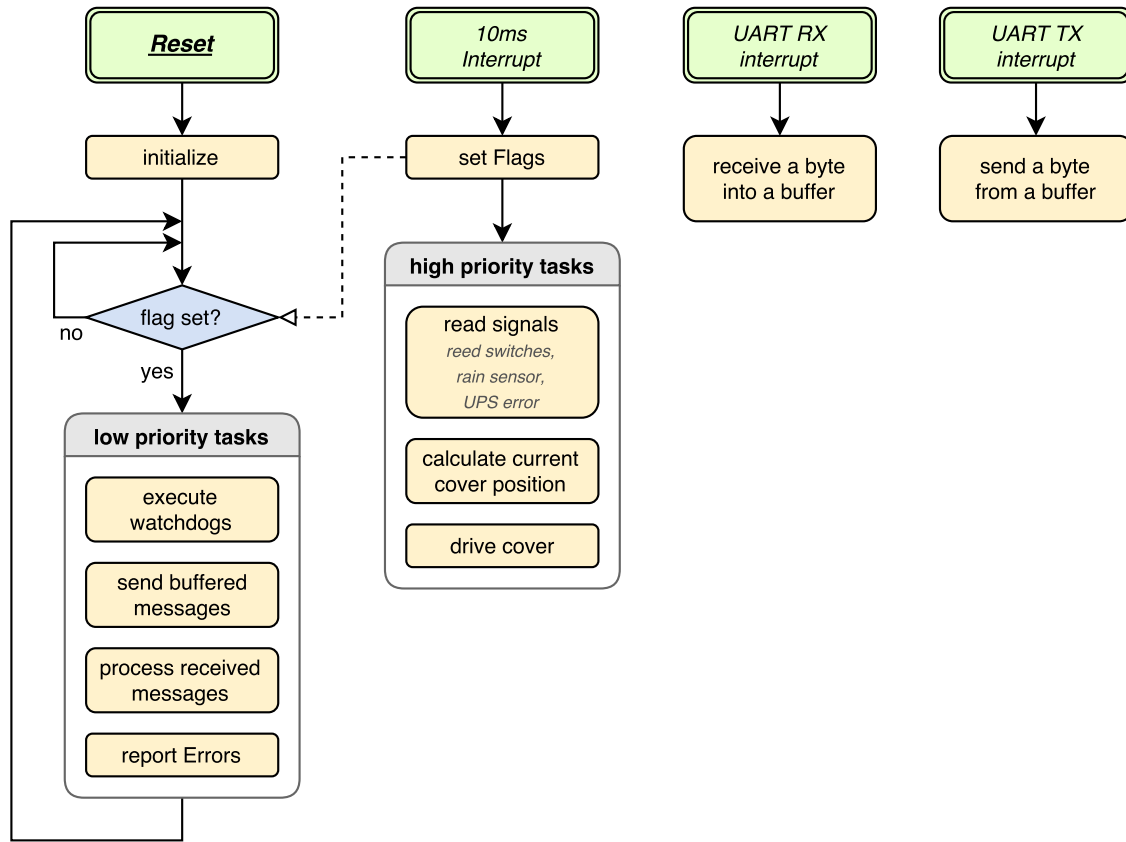 Reset
10ms
Interrupt
UART RX
interrupt
UART TX
interrupt
initialize
set Flags
receive a byte
into a buffer
send a byte
from a buffer
flag set?
no
yes
low priority tasks
execute
watchdogs
send buffered
messages
process received
messages
report Errors
high priority tasks
read signals
reed switches,
rain sensor,
UPS error
calculate current
cover position
drive cover